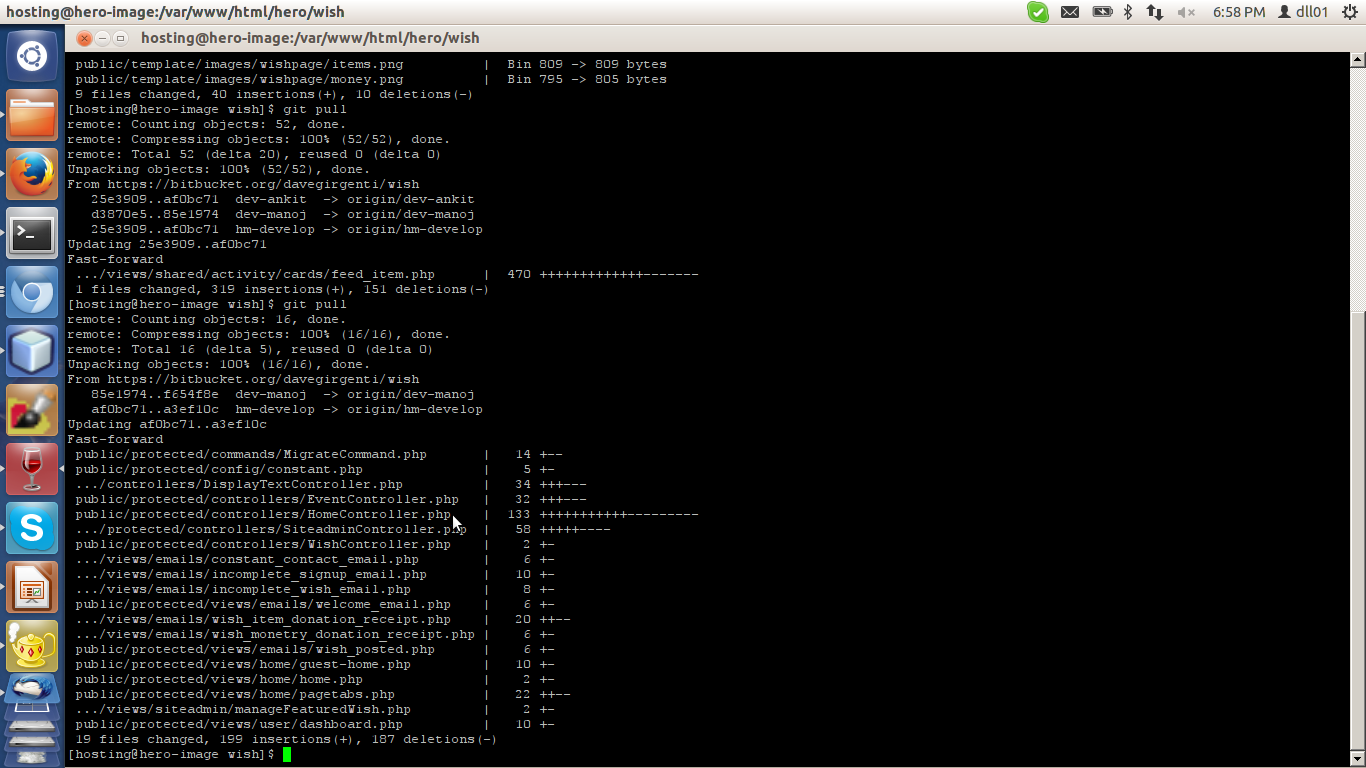 hosting@hero-image:/var/www/html/hero/wish
6:58 PM
dll01
hosting@hero-image:/var/www/html/hero/wish
public/template/images/wishpage/items.png | Bin 809 -> 809 bytes
public/template/images/wishpage/money.png | Bin 795 -> 805 bytes
9 files changed, 40 insertions(+), 10 deletions(-)
[hosting@hero-image wish]$ git pull
remote: Counting objects: 52, done.
remote: Compressing objects: 100% (52/52), done.
remote: Total 52 (delta 20), reused 0 (delta 0)
Unpacking objects: 100% (52/52), done.
From https://bitbucket.org/davegirgenti/wish
25e3909..af0bc71 dev-ankit -> origin/dev-ankit
d3870e5..85e1974 dev-manoj -> origin/dev-manoj
25e3909..af0bc71 hm-develop -> origin/hm-develop
Updating 25e3909..af0bc71
Fast-forward
.../views/shared/activity/cards/feed_item.php | 470 +++++++++++++-------
1 files changed, 319 insertions(+), 151 deletions(-)
[hosting@hero-image wish]$ git pull
remote: Counting objects: 16, done.
remote: Compressing objects: 100% (16/16), done.
remote: Total 16 (delta 5), reused 0 (delta 0)
Unpacking objects: 100% (16/16), done.
From https://bitbucket.org/davegirgenti/wish
85e1974..f654f8e dev-manoj -> origin/dev-manoj
af0bc71..a3ef10c hm-develop -> origin/hm-develop
Updating af0bc71..a3ef10c
Fast-forward
public/protected/commands/MigrateCommand.php | 14 +--
public/protected/config/constant.php | 5 +-
.../controllers/DisplayTextController.php | 34 +++---
public/protected/controllers/EventController.php | 32 +++---
public/protected/controllers/HomeController.php | 133 +++++++++++---------
.../protected/controllers/SiteadminController.php | 58 +++++----
public/protected/controllers/WishController.php | 2 +-
.../views/emails/constant_contact_email.php | 6 +-
.../views/emails/incomplete_signup_email.php | 10 +-
.../views/emails/incomplete_wish_email.php | 8 +-
public/protected/views/emails/welcome_email.php | 6 +-
.../views/emails/wish_item_donation_receipt.php | 20 ++--
.../views/emails/wish_monetry_donation_receipt.php | 6 +-
public/protected/views/emails/wish_posted.php | 6 +-
public/protected/views/home/guest-home.php | 10 +-
public/protected/views/home/home.php | 2 +-
public/protected/views/home/pagetabs.php | 22 ++--
.../views/siteadmin/manageFeaturedWish.php | 2 +-
public/protected/views/user/dashboard.php | 10 +-
19 files changed, 199 insertions(+), 187 deletions(-)
[hosting@hero-image wish]$